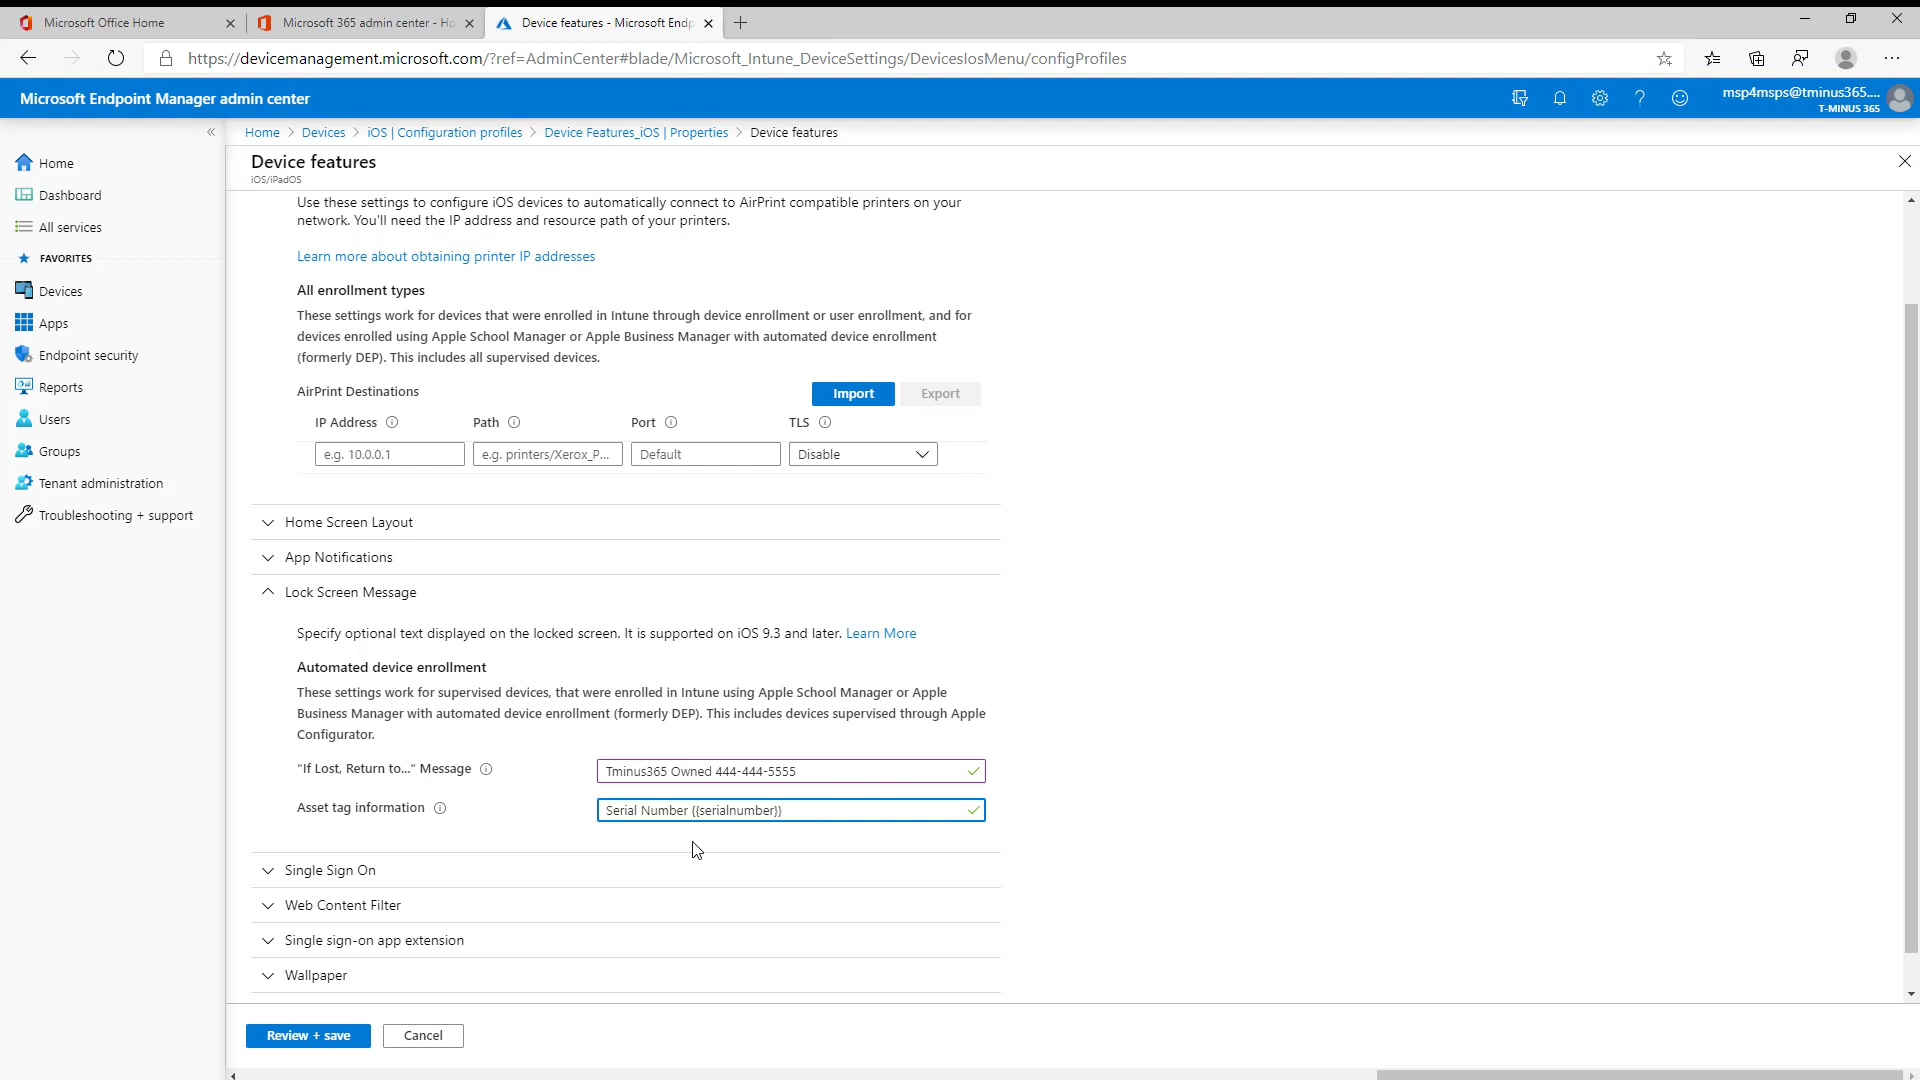 Microsoft Office Home
Microsoft 365 admin center - Ho
Device features - Microsoft Endp
https://devicemanagement.microsoft.com/?ref=AdminCenter#blade/Microsoft_Intune_DeviceSettings/DevicesIosMenu/configProfiles
Microsoft Endpoint Manager admin center
msp4msps@tminus365....
T-MINUS 365
Home > Devices > iOS | Configuration profiles > Device Features_iOS | Properties > Device features
Device features
iOS/iPadOS
Home
Dashboard
All services
FAVORITES
Devices
Apps
Endpoint security
Reports
Users
Groups
Tenant administration
Troubleshooting + support
Use these settings to configure iOS devices to automatically connect to AirPrint compatible printers on your
network. You'll need the IP address and resource path of your printers.
Learn more about obtaining printer IP addresses
All enrollment types
These settings work for devices that were enrolled in Intune through device enrollment or user enrollment, and for
devices enrolled using Apple School Manager or Apple Business Manager with automated device enrollment
(formerly DEP). This includes all supervised devices.
AirPrint Destinations
Import
Export
IP Address Path Port TLS
e.g. 10.0.0.1 e.g. printers/Xerox_P... Default Disable
Home Screen Layout
App Notifications
Lock Screen Message
Specify optional text displayed on the locked screen. It is supported on iOS 9.3 and later. Learn More
Automated device enrollment
These settings work for supervised devices, that were enrolled in Intune using Apple School Manager or Apple
Business Manager with automated device enrollment (formerly DEP). This includes devices supervised through Apple
Configurator.
"If Lost, Return to..." Message Tminus365 Owned 444-444-5555
Asset tag information Serial Number {{serialnumber}}
Single Sign On
Web Content Filter
Single sign-on app extension
Wallpaper
Review + save
Cancel